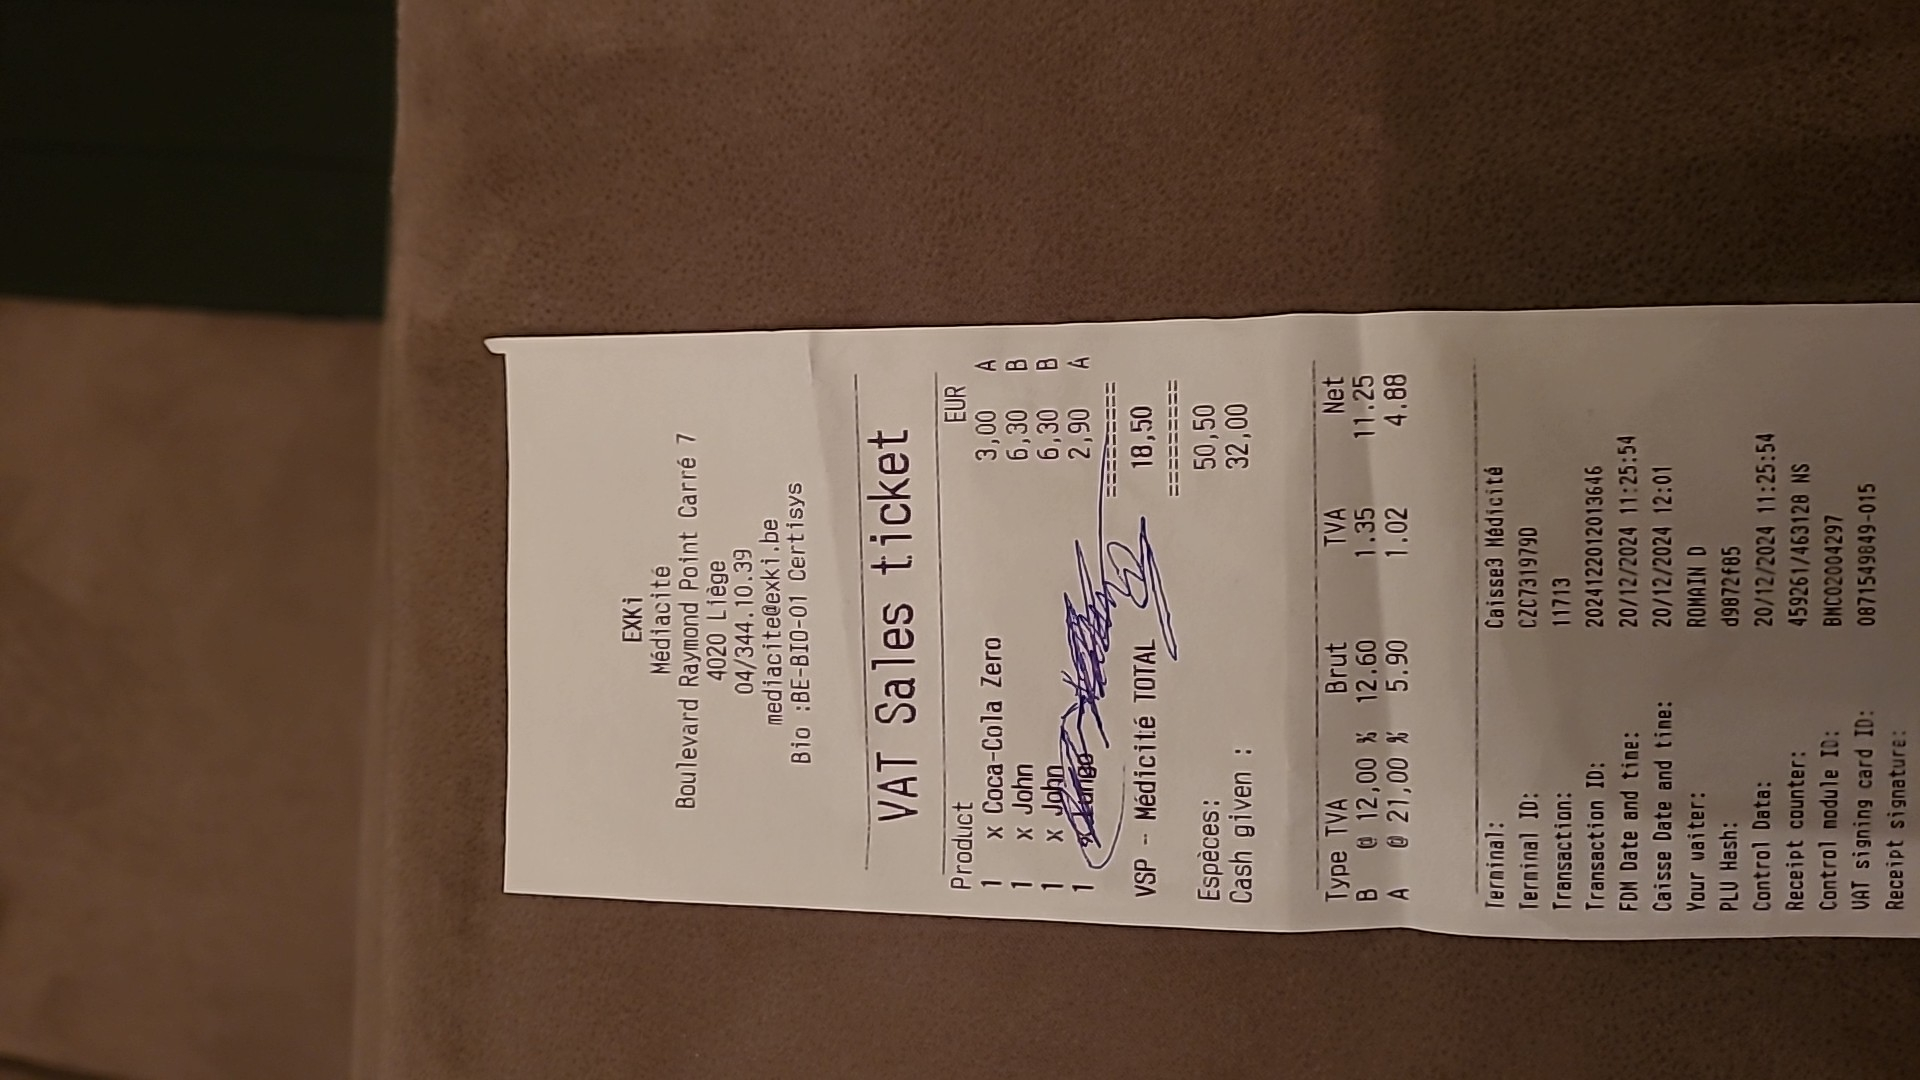 EXKi
Médiacité
Boulevard Raymond Point Carré 7
4020 Liège
04/344.10.39
mediacite@exki.be
Bio :BE-BIO-01 Certisys
VAT Sales ticket
Product EUR
1 x Coca-Cola Zero 3,00 A
1 x John 6,30 B
1 x John 6,30 B
1 2,90 A
=========
VSP - Médicité TOTAL 18,50
=========
Espèces: 50,50
Cash given : 32,00
Type TVA Brut TVA Net
B @ 12,00 % 12.60 1.35 11.25
A @ 21,00 % 5.90 1.02 4.88
Terminal: Caisse3 Médicité
Terminal ID: C2C7319790
Transaction: 11713
Transaction ID: 20241220120136​46
FDM Date and time: 20/12/2024 11:25:54
Caisse Date and time: 20/12/2024 12:01
Your waiter: ROMAIN D
PLU Hash: d9872f85
Control Data: 20/12/2024 11:25:54
Receipt counter: 459261/463128 NS
Control module ID: BMC02004297
VAT signing card ID: 08715498​49-015
Receipt signature: